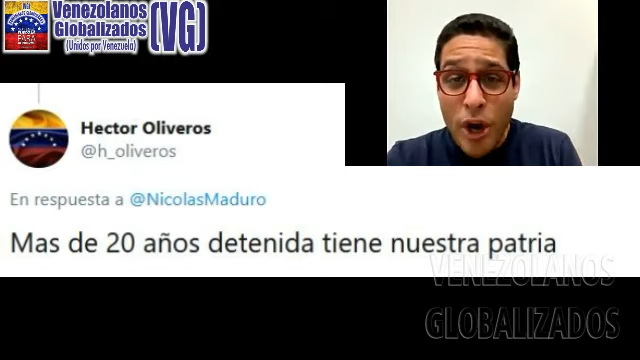 Venezolanos
Globalizados
(Unidos por Venezuela)
(VG)
Hector Oliveros
@h_oliveros
En respuesta a @NicolasMaduro
Mas de 20 años detenida tiene nuestra patria
VENEZOLANOS
GLOBALIZADOS